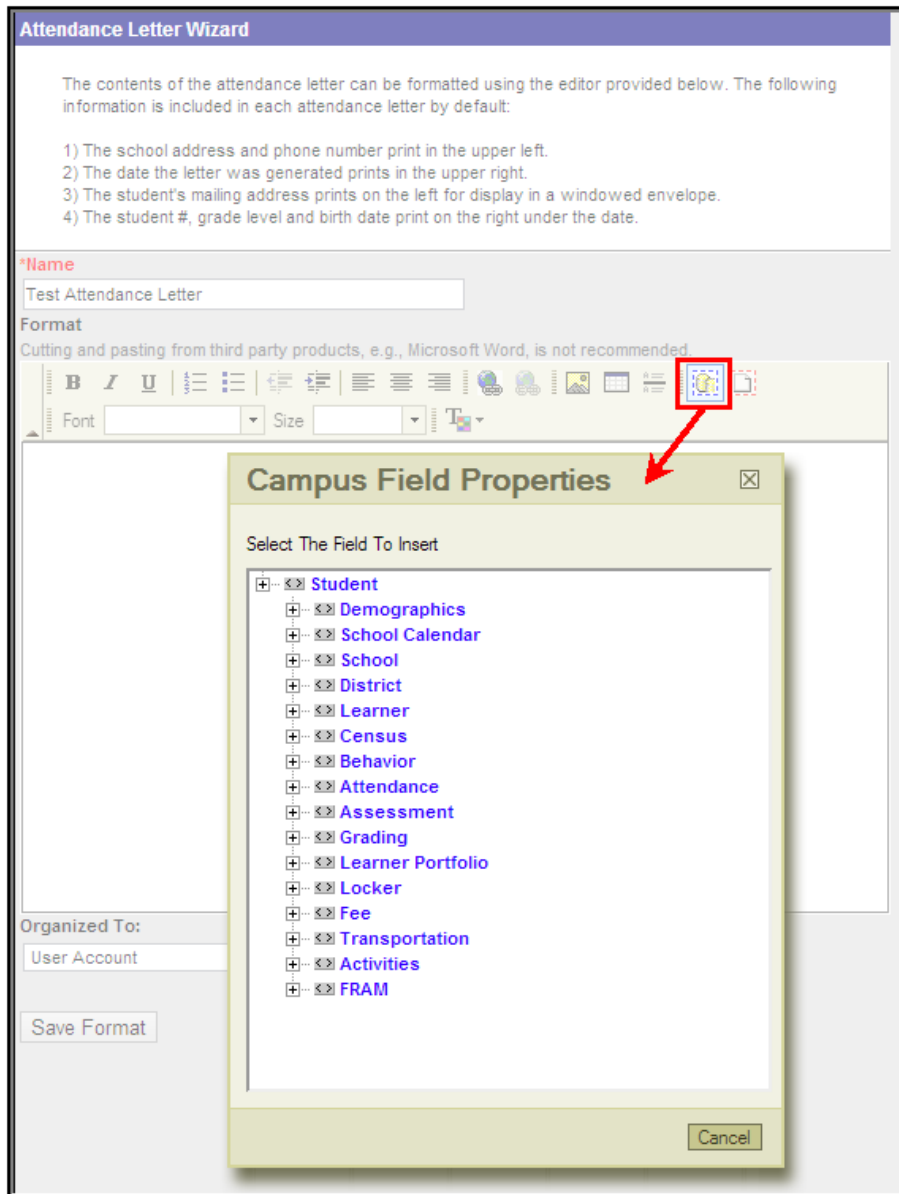 Attendance Letter Wizard
The contents of the attendance letter can be formatted using the editor provided below. The following
information is included in each attendance letter by default:
1) The school address and phone number print in the upper left.
2) The date the letter was generated prints in the upper right.
3) The student's mailing address prints on the left for display in a windowed envelope.
4) The student #, grade level and birth date print on the right under the date.
*Name
Test Attendance Letter
Format
Cutting and pasting from third party products, e.g., Microsoft Word, is not recommended.
B I U
Font Size
Campus Field Properties
Select The Field To Insert
Student
Demographics
School Calendar
School
District
Learner
Census
Behavior
Attendance
Assessment
Grading
Learner Portfolio
Locker
Fee
Transportation
Activities
FRAM
Organized To:
User Account
Save Format
Cancel